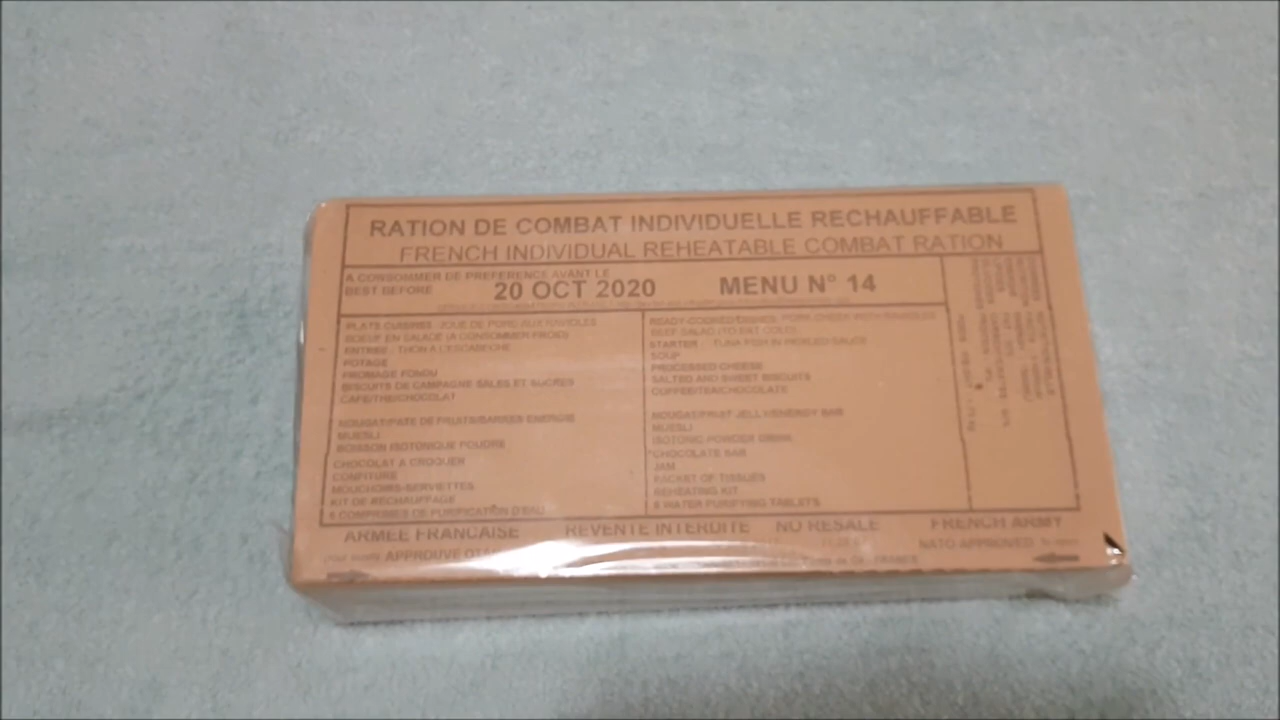 RATION DE COMBAT INDIVIDUELLE RECHAUFFABLE
FRENCH INDIVIDUAL REHEATABLE COMBAT RATION
A CONSOMMER DE PREFERENCE AVANT LE
BEST BEFORE 20 OCT 2020 MENU N° 14
PLATS CUISINES : JOUE DE PORC AUX RAVIOLES
BOEUF EN SALADE (A CONSOMMER FROID)
ENTREE : THON A L'ESCABECHE
POTAGE
FROMAGE FONDU
BISCUITS DE CAMPAGNE SALES ET SUCRES
CAFE/THE/CHOCOLAT
NOUGAT/PATE DE FRUITS/BARRES ENERGIE
MUESLI
BOISSON ISOTONIQUE POUDRE
CHOCOLAT A CROQUER
CONFITURE
MOUCHOIRS-SERVIETTES
KIT DE RECHAUFFAGE
6 COMPRIMES DE PURIFICATION D'EAU
READY-COOKED DISHES : PORK CHEEK WITH RAVIOLES
BEEF SALAD (TO EAT COLD)
STARTER : TUNA FISH IN PICKLED SAUCE
SOUP
PROCESSED CHEESE
SALTED AND SWEET BISCUITS
COFFEE/TEA/CHOCOLATE
NOUGAT/FRUIT JELLY/ENERGY BAR
MUESLI
ISOTONIC POWDER DRINK
CHOCOLATE BAR
JAM
PACKET OF TISSUES
REHEATING KIT
6 WATER PURIFYING TABLETS
ARMEE FRANCAISE REVENTE INTERDITE NO RESALE FRENCH ARMY
APPROUVE NATO APPROVED
FRANCE